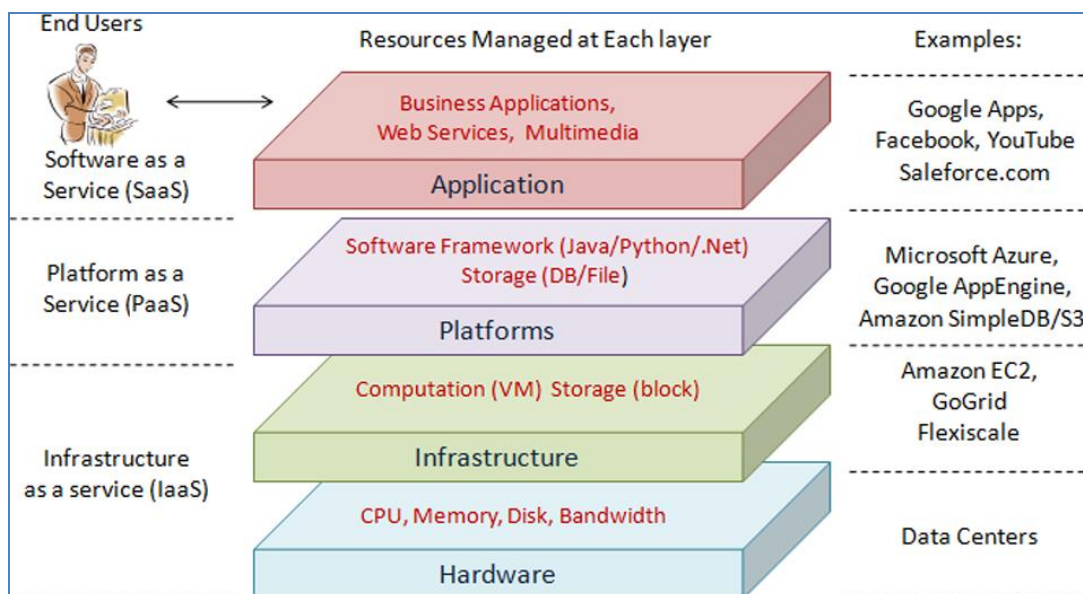 End Users
Resources Managed at Each layer
Examples:
Business Applications,
Web Services, Multimedia
Application
Software as a
Service (SaaS)
Google Apps,
Facebook, YouTube
Saleforce.com
Software Framework (Java/Python/.Net)
Storage (DB/File)
Platforms
Platform as a
Service (PaaS)
Microsoft Azure,
Google AppEngine,
Amazon SimpleDB/S3
Computation (VM) Storage (block)
Infrastructure
Amazon EC2,
GoGrid
Flexiscale
Infrastructure
as a service (IaaS)
CPU, Memory, Disk, Bandwidth
Hardware
Data Centers